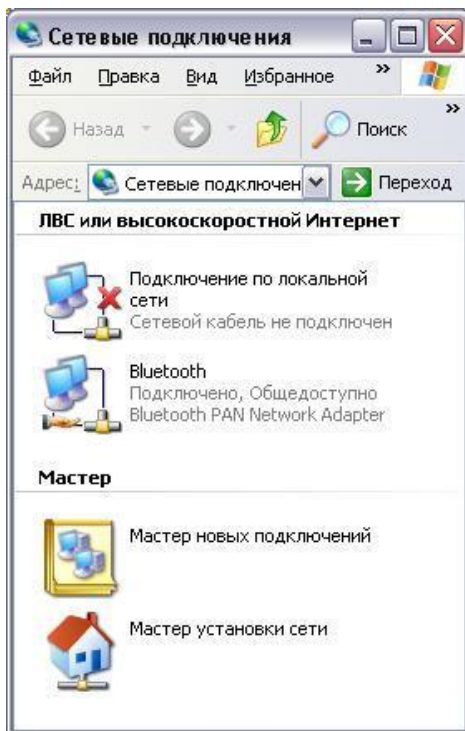 Сетевые подключения
Файл Правка Вид Избранное »
Назад Поиск »
Адрес: Сетевые подключен Переход
ЛВС или высокоскоростной Интернет
Подключение по локальной
сети
Сетевой кабель не подключен
Bluetooth
Подключено, Общедоступно
Bluetooth PAN Network Adapter
Мастер
Мастер новых подключений
Мастер установки сети